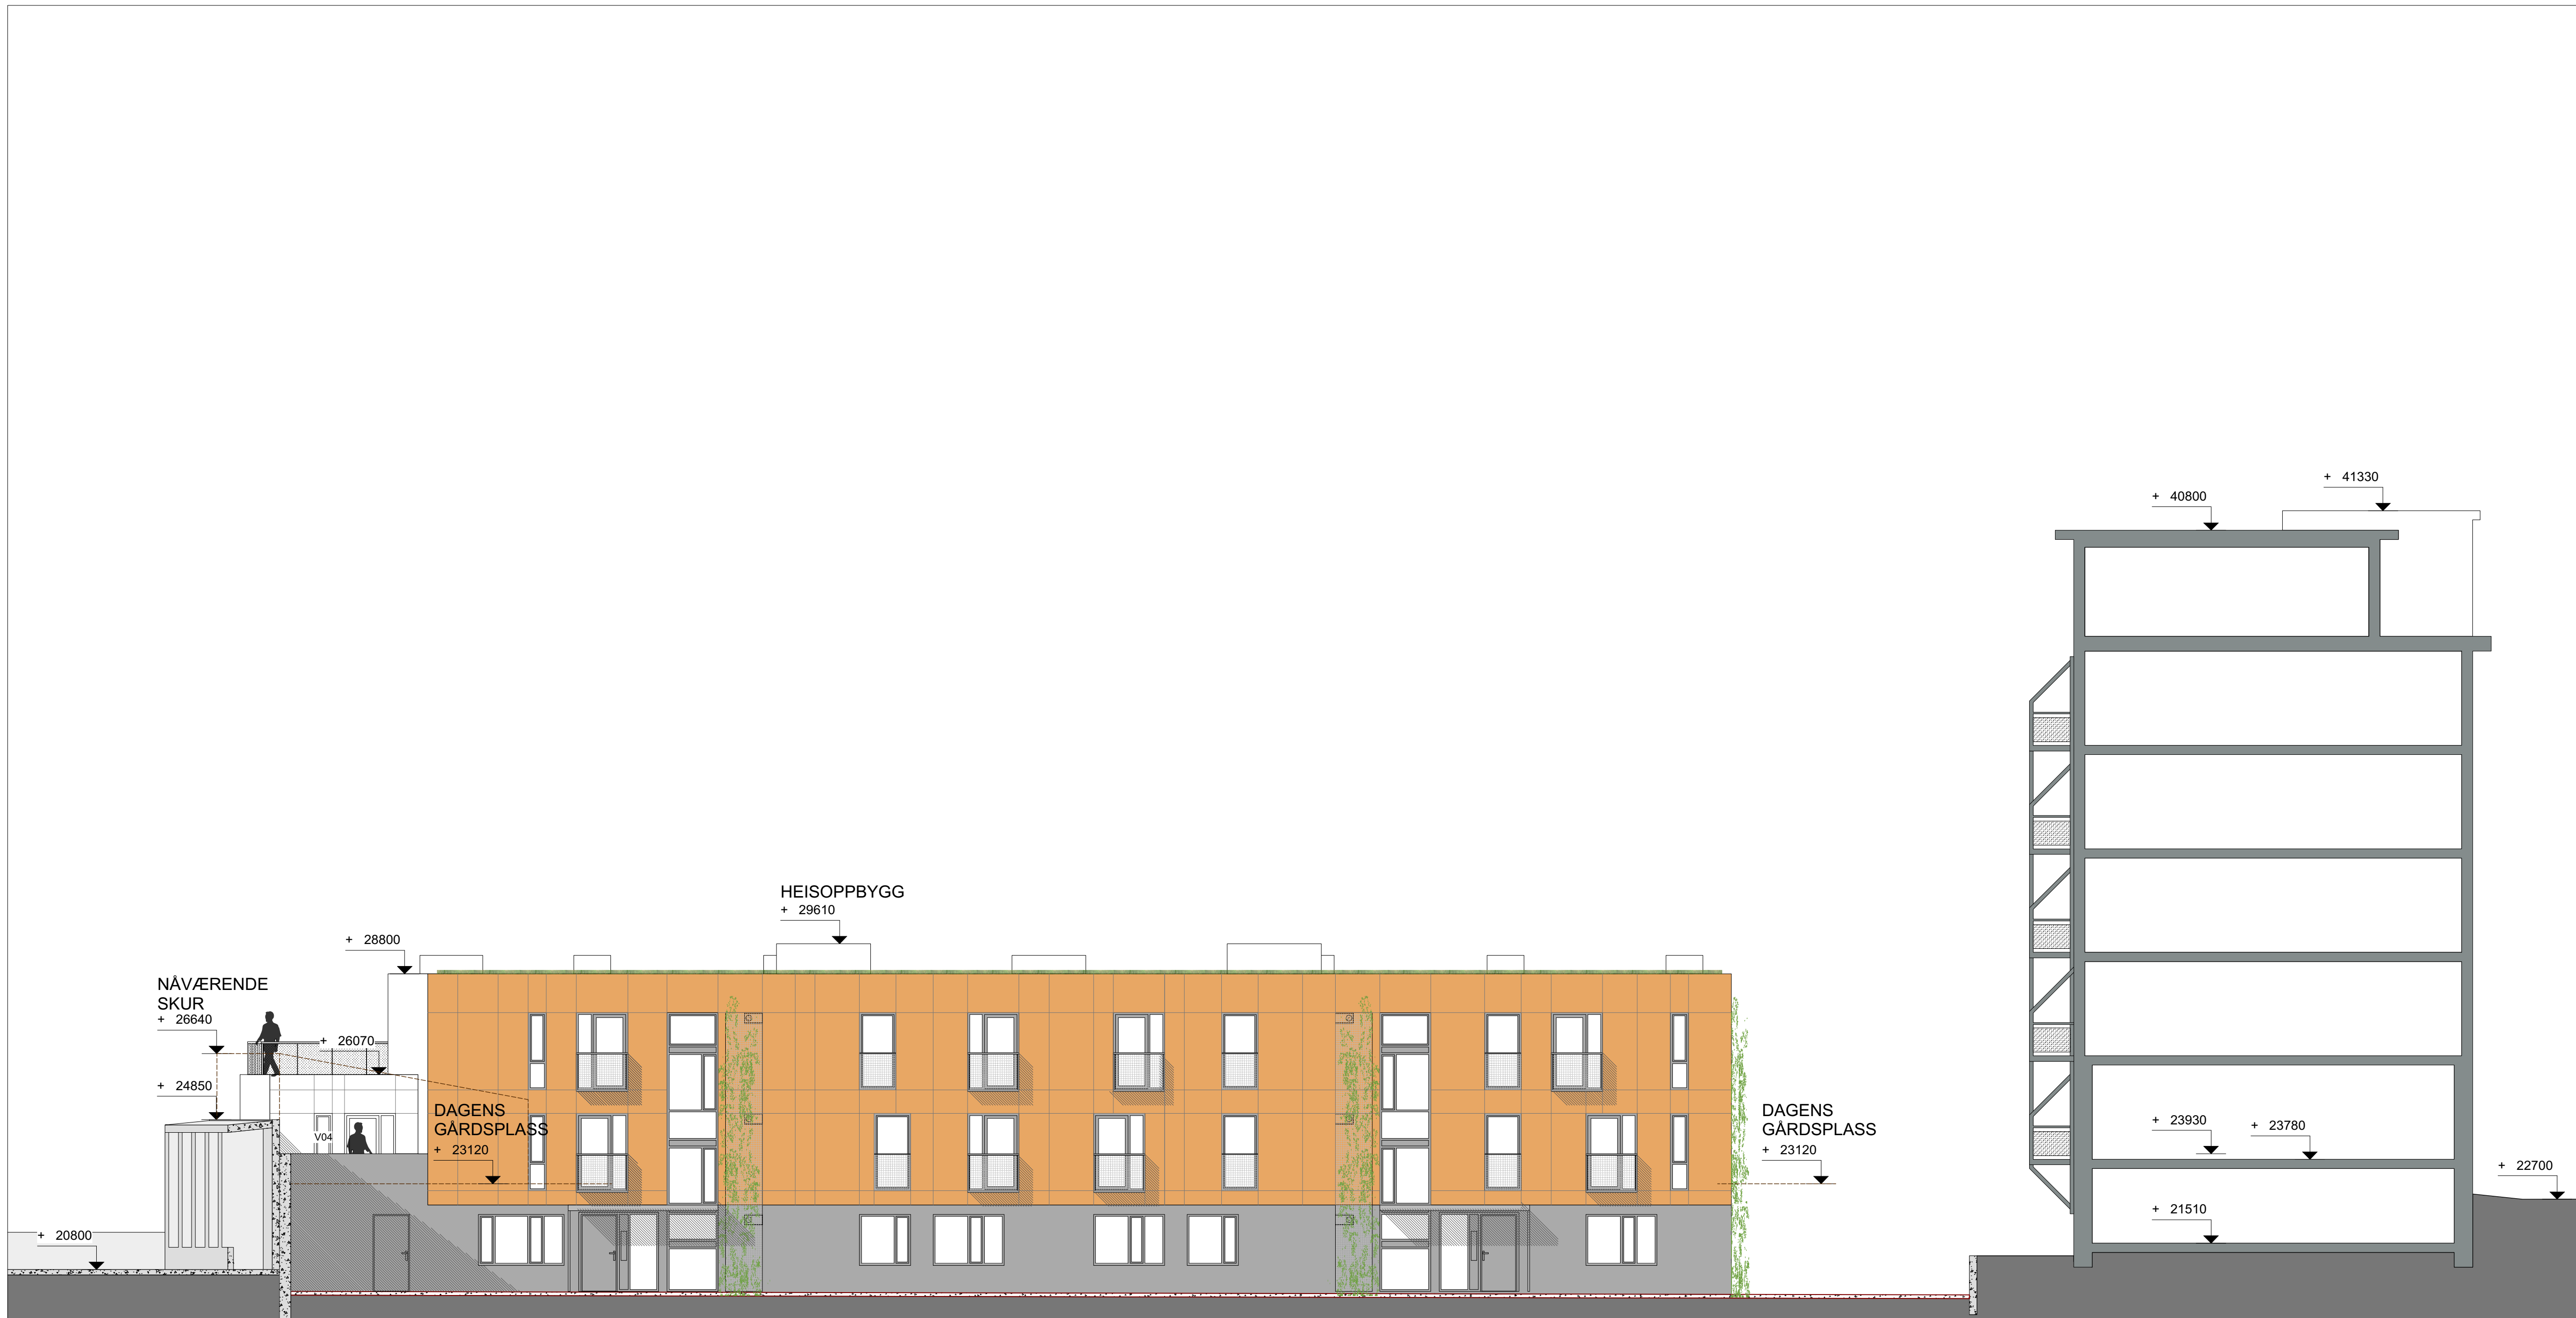 + 41330
+ 40800
HEISOPPBYGG
+ 29610
+ 28800
NÅVÆRENDE
SKUR
+ 26640
+ 26070
+ 24850
V04
DAGENS
GÅRDSPLASS
+ 23120
DAGENS
GÅRDSPLASS
+ 23120
+ 23930
+ 23780
+ 22700
+ 21510
+ 20800